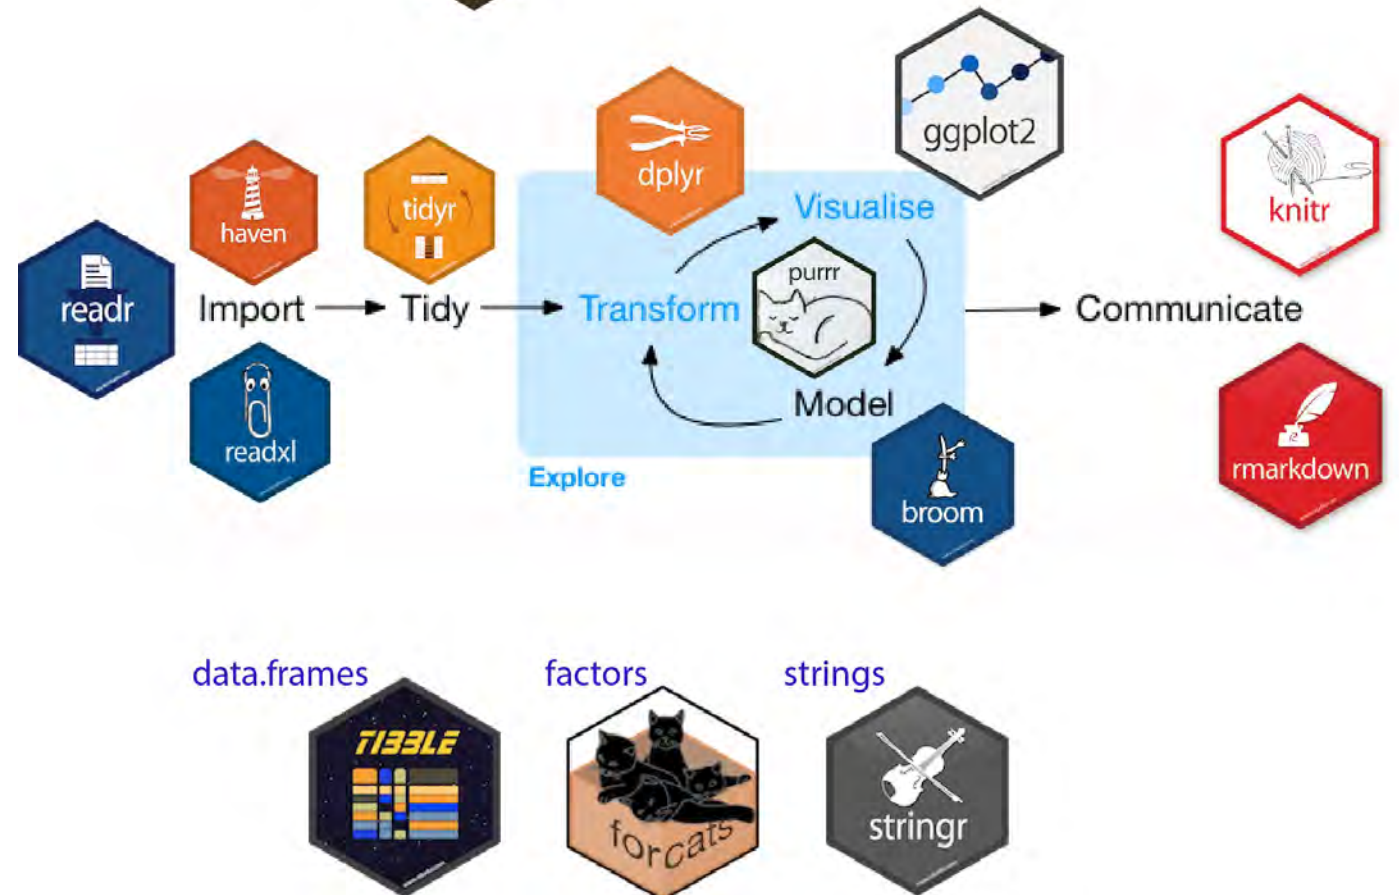 ggplot2
dplyr
Visualise
knitr
haven
tidyr
purrr
readr
Import
Tidy
Transform
Communicate
Model
readxl
rmarkdown
Explore
broom
data.frames
factors
strings
TIBBLE
forcats
stringr